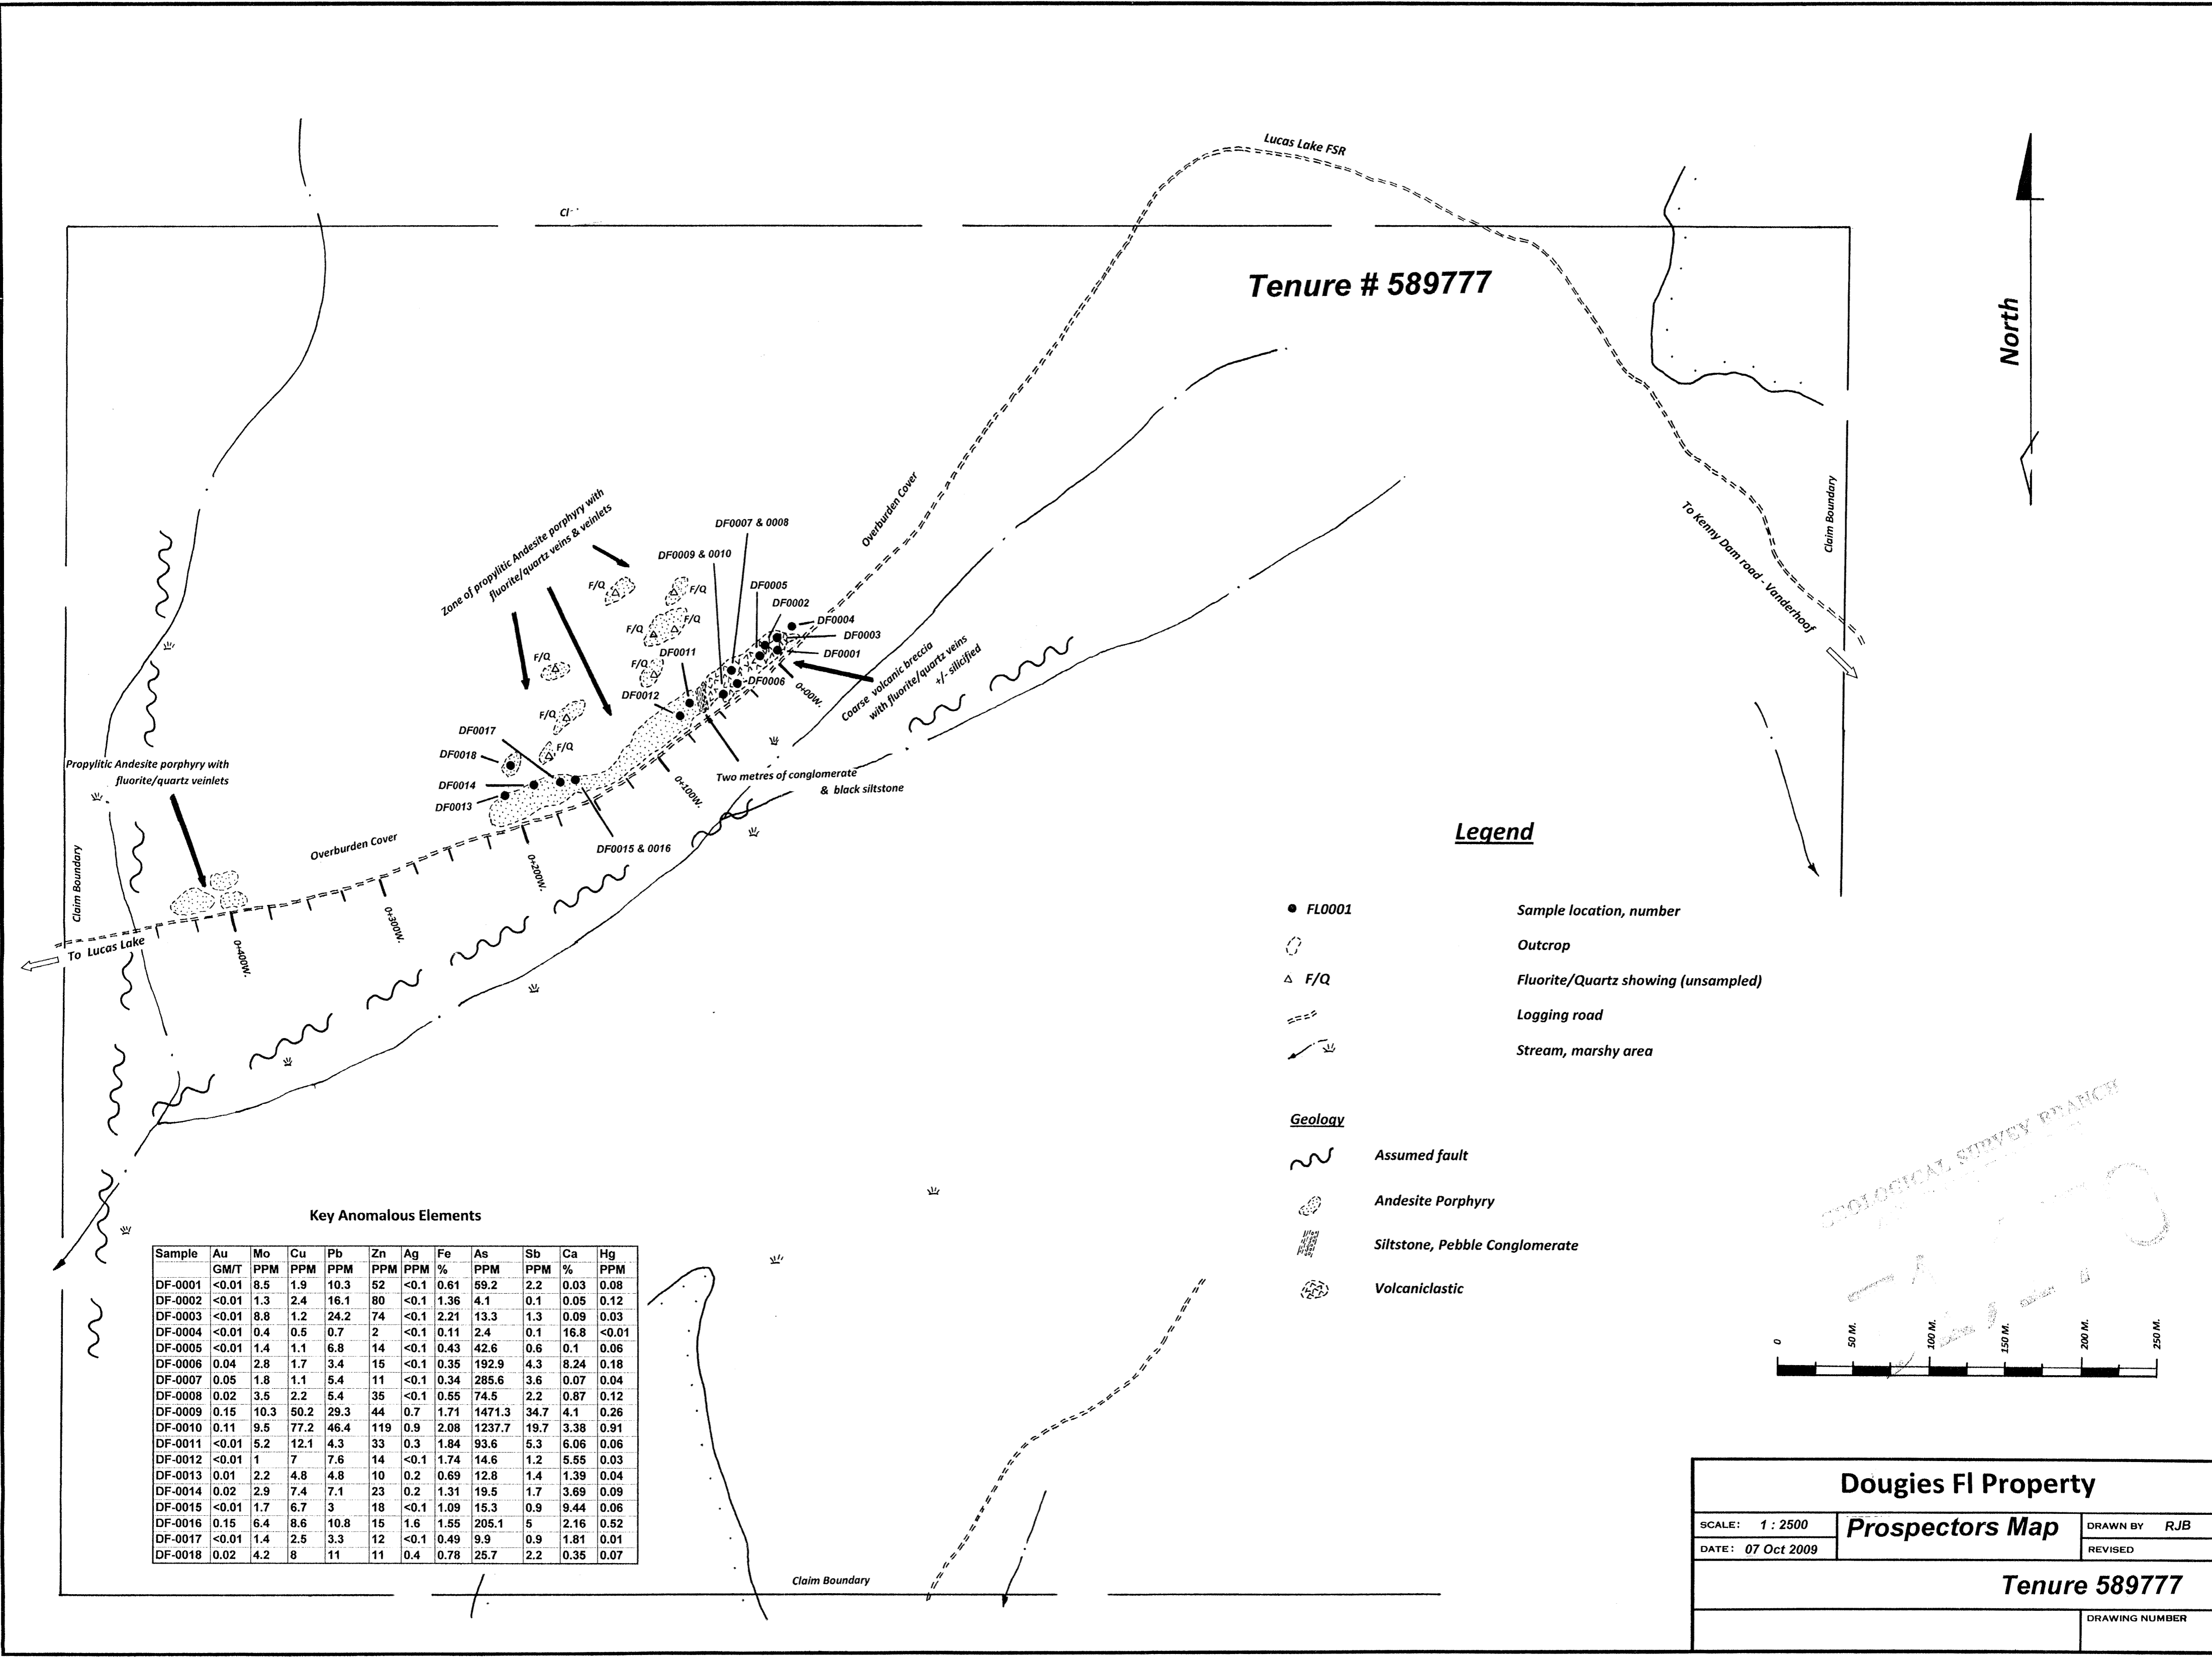 Lucas Lake FSR
Cl
Tenure # 589777
North
Overburden Cover
Claim Boundary
To Kenny Dam road - Vanderhoof
Zone of propylitic Andesite porphyry with
fluorite/quartz veins & veinlets
DF0007 & 0008
DF0009 & 0010
DF0005
DF0002
DF0004
DF0003
DF0001
DF0011
DF0006
DF0012
F/Q
F/Q
F/Q
F/Q
F/Q
F/Q
F/Q
F/Q
0+00W.
Coarse volcanic breccia
with fluorite/quartz veins
+/- silicified
DF0017
DF0018
DF0014
DF0013
Propylitic Andesite porphyry with
fluorite/quartz veinlets
Two metres of conglomerate
& black siltstone
0+100W.
DF0015 & 0016
0+200W.
Overburden Cover
0+300W.
0+400W.
Claim Boundary
To Lucas Lake
Legend
FL0001 Sample location, number
Outcrop
F/Q Fluorite/Quartz showing (unsampled)
Logging road
Stream, marshy area
Geology
Assumed fault
Andesite Porphyry
Siltstone, Pebble Conglomerate
Volcaniclastic
GEOLOGICAL SURVEY BRANCH
0 50 M. 100 M. 150 M. 200 M. 250 M.
Key Anomalous Elements
Sample Au Mo Cu Pb Zn Ag Fe As Sb Ca Hg
GM/T PPM PPM PPM PPM PPM % PPM PPM % PPM
DF-0001 <0.01 8.5 1.9 10.3 52 <0.1 0.61 59.2 2.2 0.03 0.08
DF-0002 <0.01 1.3 2.4 16.1 80 <0.1 1.36 4.1 0.1 0.05 0.12
DF-0003 <0.01 8.8 1.2 24.2 74 <0.1 2.21 13.3 1.3 0.09 0.03
DF-0004 <0.01 0.4 0.5 0.7 2 <0.1 0.11 2.4 0.1 16.8 <0.01
DF-0005 <0.01 1.4 1.1 6.8 14 <0.1 0.43 42.6 0.6 0.1 0.06
DF-0006 0.04 2.8 1.7 3.4 15 <0.1 0.35 192.9 4.3 8.24 0.18
DF-0007 0.05 1.8 1.1 5.4 11 <0.1 0.34 285.6 3.6 0.07 0.04
DF-0008 0.02 3.5 2.2 5.4 35 <0.1 0.55 74.5 2.2 0.87 0.12
DF-0009 0.15 10.3 50.2 29.3 44 0.7 1.71 1471.3 34.7 4.1 0.26
DF-0010 0.11 9.5 77.2 46.4 119 0.9 2.08 1237.7 19.7 3.38 0.91
DF-0011 <0.01 5.2 12.1 4.3 33 0.3 1.84 93.6 5.3 6.06 0.06
DF-0012 <0.01 1 7 7.6 14 <0.1 1.74 14.6 1.2 5.55 0.03
DF-0013 0.01 2.2 4.8 4.8 10 0.2 0.69 12.8 1.4 1.39 0.04
DF-0014 0.02 2.9 7.4 7.1 23 0.2 1.31 19.5 1.7 3.69 0.09
DF-0015 <0.01 1.7 6.7 3 18 <0.1 1.09 15.3 0.9 9.44 0.06
DF-0016 0.15 6.4 8.6 10.8 15 1.6 1.55 205.1 5 2.16 0.52
DF-0017 <0.01 1.4 2.5 3.3 12 <0.1 0.49 9.9 0.9 1.81 0.01
DF-0018 0.02 4.2 8 11 11 0.4 0.78 25.7 2.2 0.35 0.07
Claim Boundary
Dougies Fl Property
SCALE: 1 : 2500
Prospectors Map
DRAWN BY RJB
DATE: 07 Oct 2009
REVISED
Tenure 589777
DRAWING NUMBER